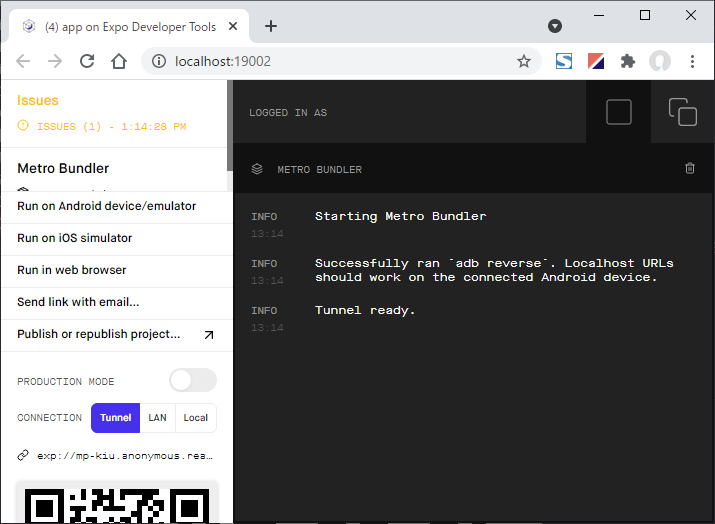 (4) app on Expo Developer Tools
localhost:19002
Issues
ISSUES (1) - 1:14:28 PM
Metro Bundler
Run on Android device/emulator
Run on iOS simulator
Run in web browser
Send link with email...
Publish or republish project...
PRODUCTION MODE
CONNECTION Tunnel LAN Local
exp://mp-kiu.anonymous.rea…
LOGGED IN AS
METRO BUNDLER
INFO Starting Metro Bundler
13:14
INFO Successfully ran `adb reverse`. Localhost URLs
should work on the connected Android device.
13:14
INFO Tunnel ready.
13:14